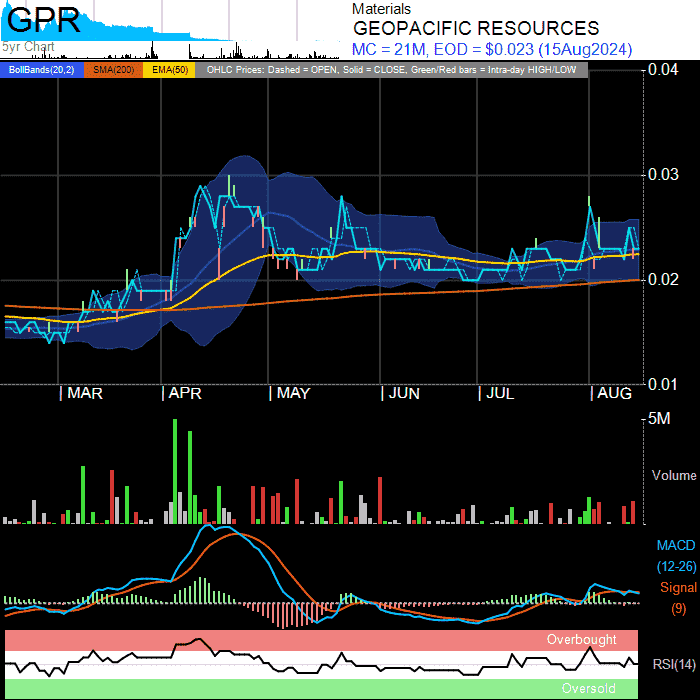 GPR
5yr Chart
Materials
GEOPACIFIC RESOURCES
MC = 21M, EOD = $0.023 (15Aug2024)
BollBands(20,2) SMA(200) EMA(50) OHLC Prices: Dashed = OPEN, Solid = CLOSE, Green/Red bars = Intra-day HIGH/LOW
0.04
0.03
0.02
0.01
MAR APR MAY JUN JUL AUG
5M
Volume
MACD
(12-26)
Signal
(9)
Overbought
RSI(14)
Oversold